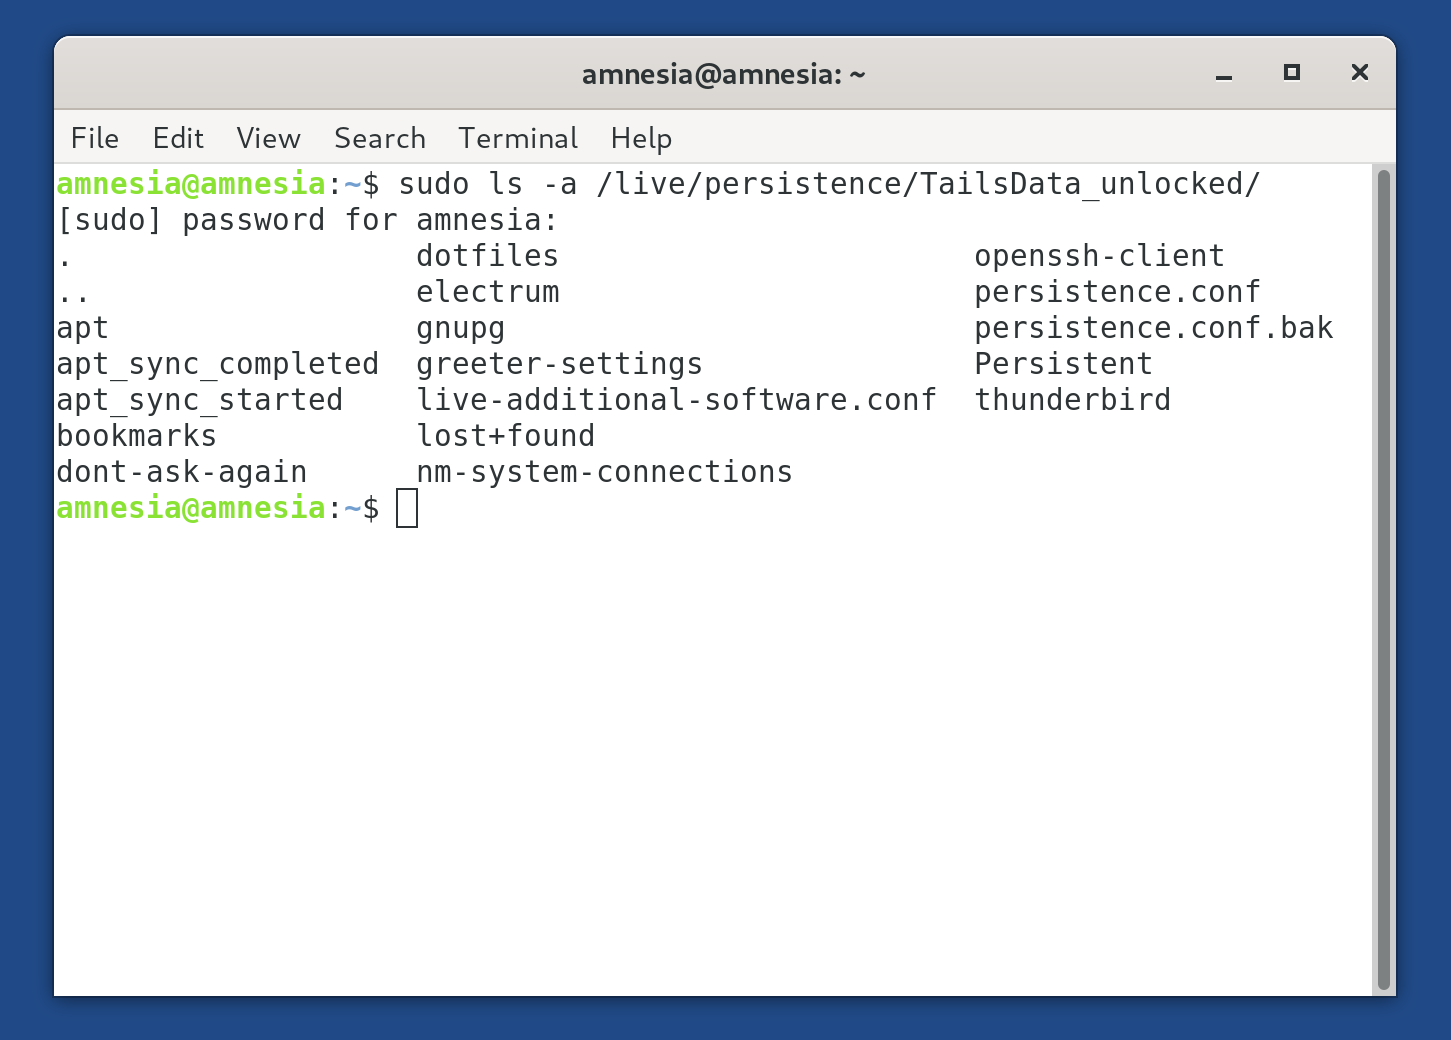 amnesia@amnesia: ~
File Edit View Search Terminal Help
amnesia@amnesia:~$ sudo ls -a /live/persistence/TailsData_unlocked/
[sudo] password for amnesia:
.                   dotfiles                       openssh-client
..                  electrum                       persistence.conf
apt                 gnupg                          persistence.conf.bak
apt_sync_completed  greeter-settings               Persistent
apt_sync_started    live-additional-software.conf  thunderbird
bookmarks           lost+found
dont-ask-again      nm-system-connections
amnesia@amnesia:~$